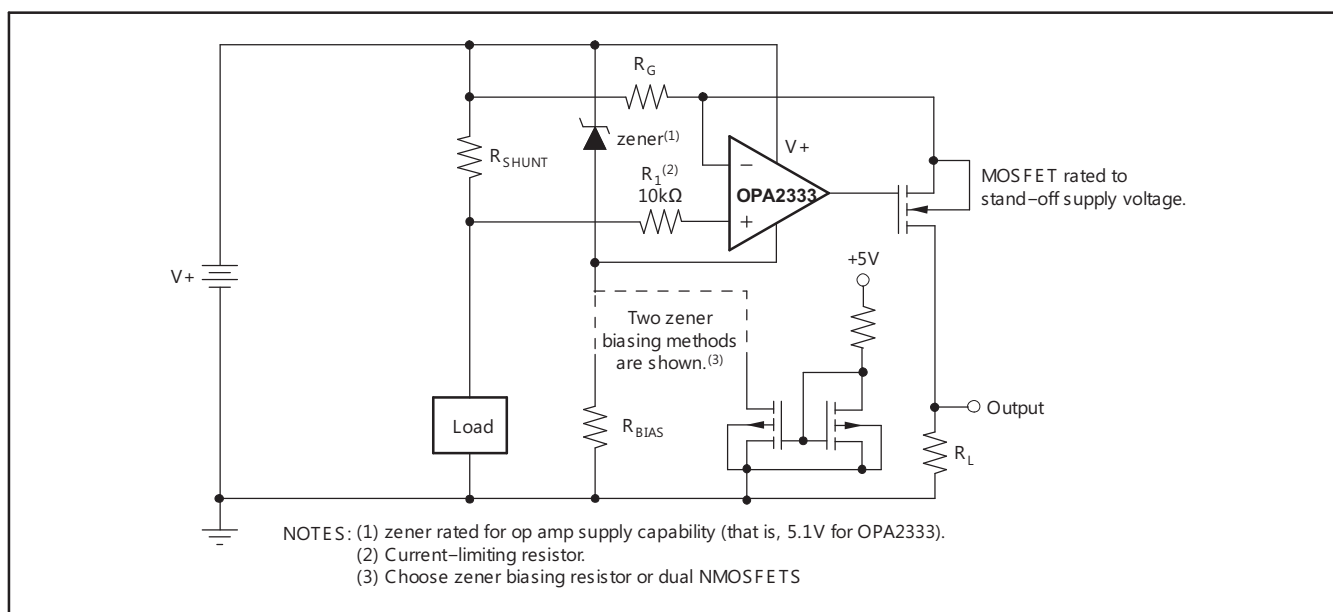 R_G
zener(1)
V+
R_SHUNT
R_1(2)
10kΩ
−
OPA2333
+
MOSFET rated to
stand−off supply voltage.
V+
+5V
Two zener
biasing methods
are shown.(3)
Load
R_BIAS
Output
R_L
NOTES: (1) zener rated for op amp supply capability (that is, 5.1V for OPA2333).
(2) Current−limiting resistor.
(3) Choose zener biasing resistor or dual NMOSFETS